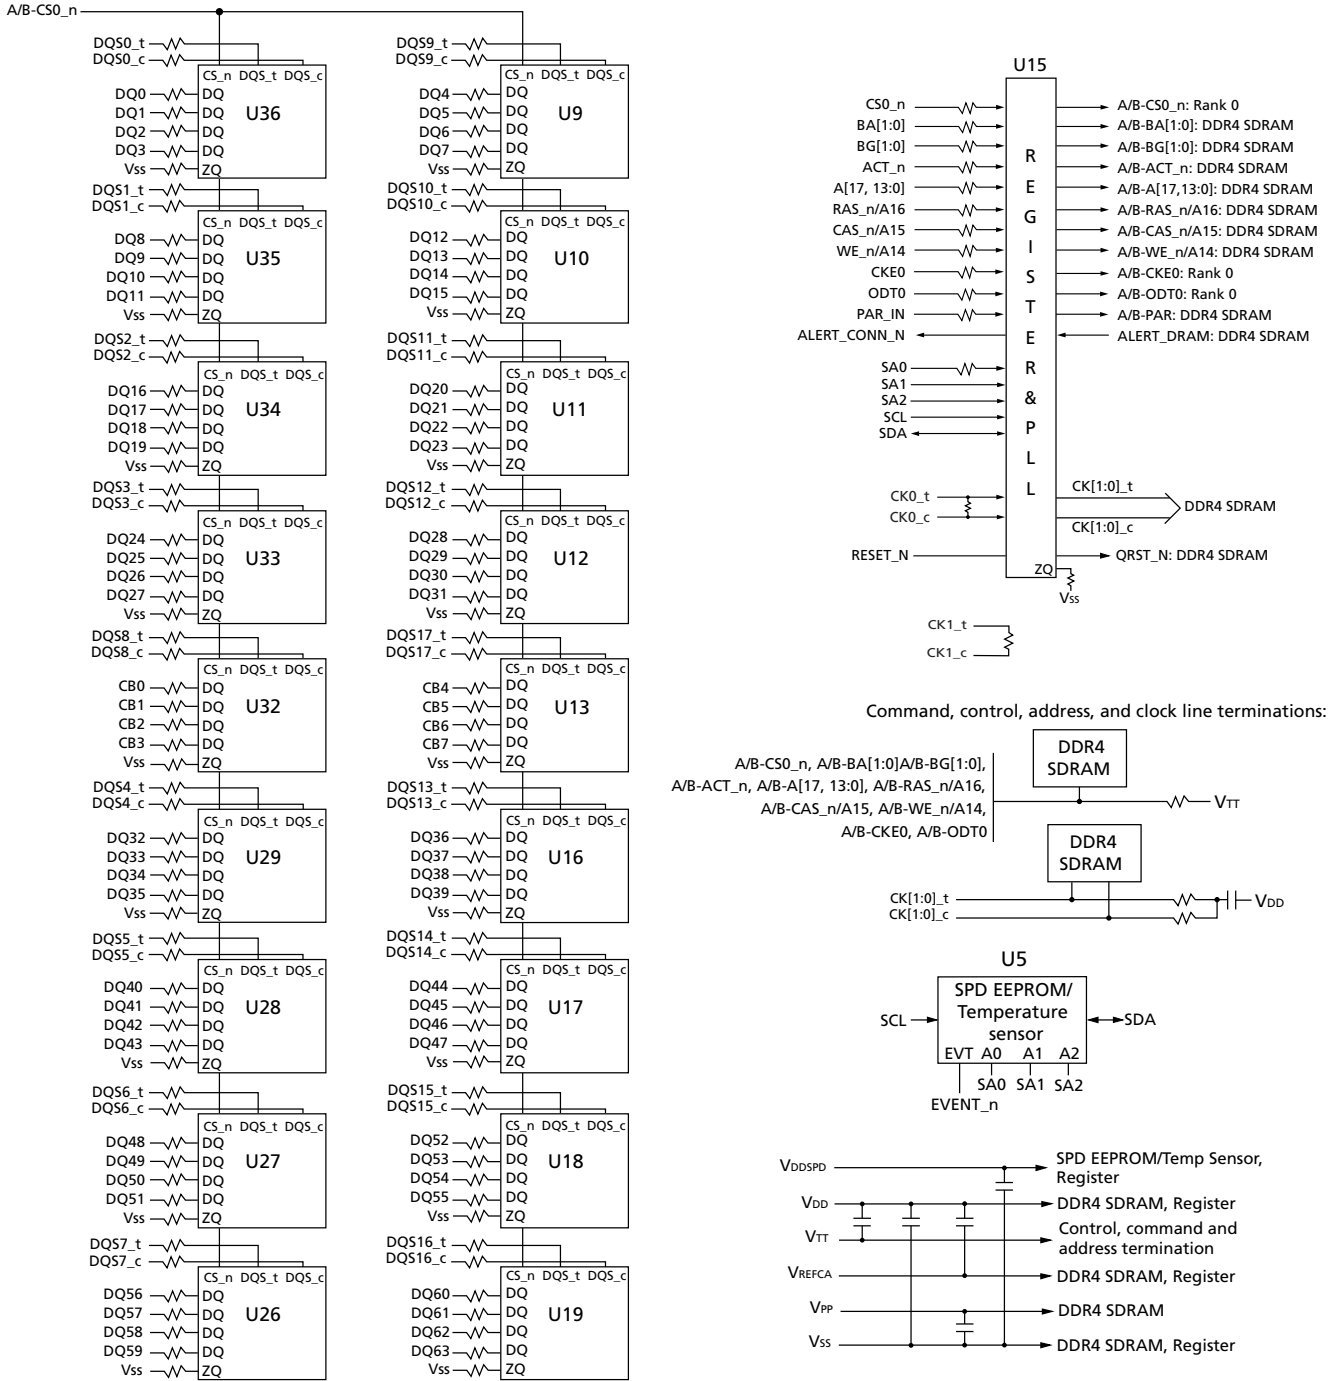 A/B-CS0_n
DQS0_t
DQS0_c
CS_n DQS_t DQS_c
DQ0 DQ
DQ1 DQ
DQ2 DQ
DQ3 DQ
Vss ZQ
U36
DQS1_t
DQS1_c
CS_n DQS_t DQS_c
DQ8 DQ
DQ9 DQ
DQ10 DQ
DQ11 DQ
Vss ZQ
U35
DQS2_t
DQS2_c
CS_n DQS_t DQS_c
DQ16 DQ
DQ17 DQ
DQ18 DQ
DQ19 DQ
Vss ZQ
U34
DQS3_t
DQS3_c
CS_n DQS_t DQS_c
DQ24 DQ
DQ25 DQ
DQ26 DQ
DQ27 DQ
Vss ZQ
U33
DQS8_t
DQS8_c
CS_n DQS_t DQS_c
CB0 DQ
CB1 DQ
CB2 DQ
CB3 DQ
Vss ZQ
U32
DQS4_t
DQS4_c
CS_n DQS_t DQS_c
DQ32 DQ
DQ33 DQ
DQ34 DQ
DQ35 DQ
Vss ZQ
U29
DQS5_t
DQS5_c
CS_n DQS_t DQS_c
DQ40 DQ
DQ41 DQ
DQ42 DQ
DQ43 DQ
Vss ZQ
U28
DQS6_t
DQS6_c
CS_n DQS_t DQS_c
DQ48 DQ
DQ49 DQ
DQ50 DQ
DQ51 DQ
Vss ZQ
U27
DQS7_t
DQS7_c
CS_n DQS_t DQS_c
DQ56 DQ
DQ57 DQ
DQ58 DQ
DQ59 DQ
Vss ZQ
U26
DQS9_t
DQS9_c
CS_n DQS_t DQS_c
DQ4 DQ
DQ5 DQ
DQ6 DQ
DQ7 DQ
Vss ZQ
U9
DQS10_t
DQS10_c
CS_n DQS_t DQS_c
DQ12 DQ
DQ13 DQ
DQ14 DQ
DQ15 DQ
Vss ZQ
U10
DQS11_t
DQS11_c
CS_n DQS_t DQS_c
DQ20 DQ
DQ21 DQ
DQ22 DQ
DQ23 DQ
Vss ZQ
U11
DQS12_t
DQS12_c
CS_n DQS_t DQS_c
DQ28 DQ
DQ29 DQ
DQ30 DQ
DQ31 DQ
Vss ZQ
U12
DQS17_t
DQS17_c
CS_n DQS_t DQS_c
CB4 DQ
CB5 DQ
CB6 DQ
CB7 DQ
Vss ZQ
U13
DQS13_t
DQS13_c
CS_n DQS_t DQS_c
DQ36 DQ
DQ37 DQ
DQ38 DQ
DQ39 DQ
Vss ZQ
U16
DQS14_t
DQS14_c
CS_n DQS_t DQS_c
DQ44 DQ
DQ45 DQ
DQ46 DQ
DQ47 DQ
Vss ZQ
U17
DQS15_t
DQS15_c
CS_n DQS_t DQS_c
DQ52 DQ
DQ53 DQ
DQ54 DQ
DQ55 DQ
Vss ZQ
U18
DQS16_t
DQS16_c
CS_n DQS_t DQS_c
DQ60 DQ
DQ61 DQ
DQ62 DQ
DQ63 DQ
Vss ZQ
U19
U15
REGISTER & PLL
CS0_n A/B-CS0_n: Rank 0
BA[1:0] A/B-BA[1:0]: DDR4 SDRAM
BG[1:0] A/B-BG[1:0]: DDR4 SDRAM
ACT_n A/B-ACT_n: DDR4 SDRAM
A[17, 13:0] A/B-A[17,13:0]: DDR4 SDRAM
RAS_n/A16 A/B-RAS_n/A16: DDR4 SDRAM
CAS_n/A15 A/B-CAS_n/A15: DDR4 SDRAM
WE_n/A14 A/B-WE_n/A14: DDR4 SDRAM
CKE0 A/B-CKE0: Rank 0
ODT0 A/B-ODT0: Rank 0
PAR_IN A/B-PAR: DDR4 SDRAM
ALERT_CONN_N ALERT_DRAM: DDR4 SDRAM
SA0
SA1
SA2
SCL
SDA
CK0_t CK[1:0]_t
DDR4 SDRAM
CK0_c CK[1:0]_c
RESET_N QRST_N: DDR4 SDRAM
ZQ
Vss
CK1_t
CK1_c
Command, control, address, and clock line terminations:
DDR4
SDRAM
A/B-CS0_n, A/B-BA[1:0]A/B-BG[1:0],
A/B-ACT_n, A/B-A[17, 13:0], A/B-RAS_n/A16,
A/B-CAS_n/A15, A/B-WE_n/A14,
A/B-CKE0, A/B-ODT0
VTT
DDR4
SDRAM
CK[1:0]_t
CK[1:0]_c
VDD
U5
SPD EEPROM/
Temperature
sensor
SCL SDA
EVT A0 A1 A2
SA0 SA1 SA2
EVENT_n
VDDSPD SPD EEPROM/Temp Sensor,
Register
VDD DDR4 SDRAM, Register
VTT Control, command and
address termination
VREFCA DDR4 SDRAM, Register
VPP DDR4 SDRAM
Vss DDR4 SDRAM, Register